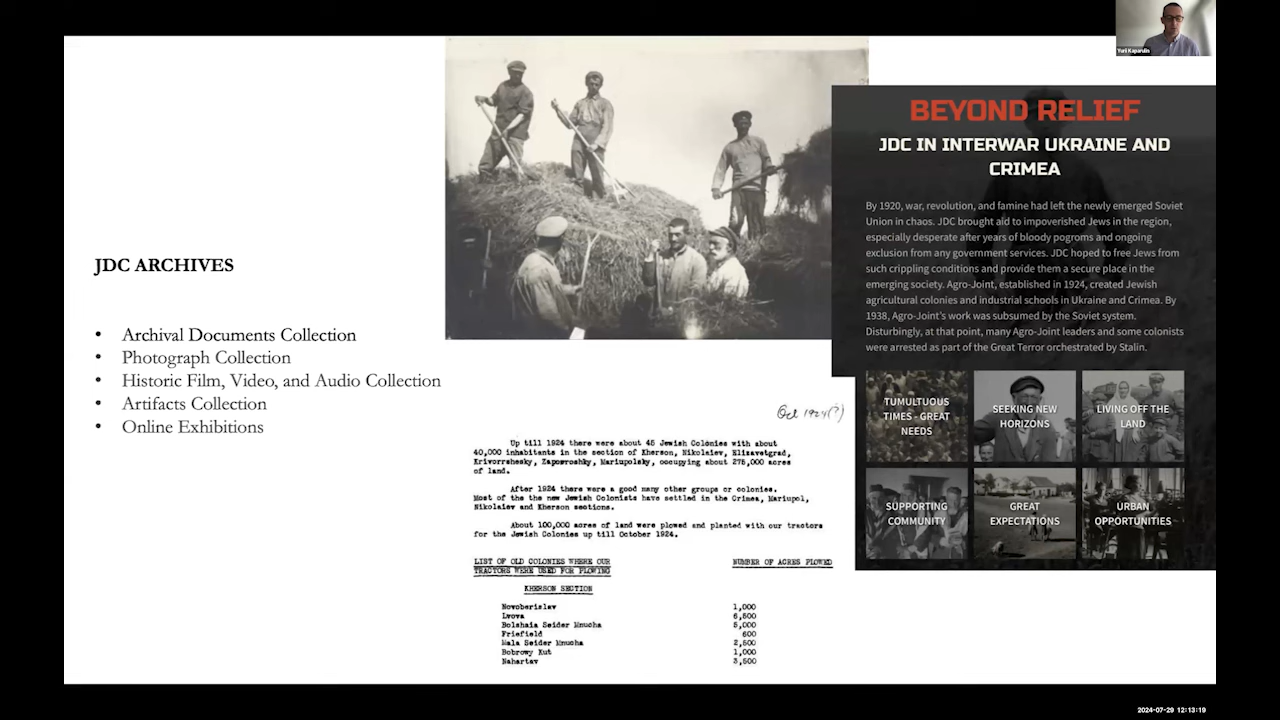 Yurii Kaparulin
JDC ARCHIVES
• Archival Documents Collection
• Photograph Collection
• Historic Film, Video, and Audio Collection
• Artifacts Collection
• Online Exhibitions
BEYOND RELIEF
JDC IN INTERWAR UKRAINE AND
CRIMEA
By 1920, war, revolution, and famine had left the newly emerged Soviet
Union in chaos. JDC brought aid to impoverished Jews in the region,
especially desperate after years of bloody pogroms and ongoing
exclusion from any government services. JDC hoped to free Jews from
such crippling conditions and provide them a secure place in the
emerging society. Agro-Joint, established in 1924, created Jewish
agricultural colonies and industrial schools in Ukraine and Crimea. By
1938, Agro-Joint's work was subsumed by the Soviet system.
Disturbingly, at that point, many Agro-Joint leaders and some colonists
were arrested as part of the Great Terror orchestrated by Stalin.
TUMULTUOUS
TIMES - GREAT
NEEDS
SEEKING NEW
HORIZONS
LIVING OFF THE
LAND
SUPPORTING
COMMUNITY
GREAT
EXPECTATIONS
URBAN
OPPORTUNITIES
Oct 1924(?)
Up till 1924 there were about 45 Jewish Colonies with about
40,000 inhabitants in the section of Kherson, Nikolaiev, Elizavetgrad,
Krivorrshesky, Zaporroshky, Mariupolsky, occupying about 275,000 acres
of land.
After 1924 there were a good many other groups or colonies.
Most of the the new Jewish Colonists have settled in the Crimea, Mariupol,
Nikolaiev and Kherson sections.
About 100,000 acres of land were plowed and planted with our tractors
for the Jewish Colonies up till October 1924.
LIST OF OLD COLONIES WHERE OUR
TRACTORS WERE USED FOR PLOWING
NUMBER OF ACRES PLOWED
KHERSON SECTION
Novoberislav 1,000
Lvova 6,500
Bolshaia Seider Mnucha 5,000
Friefield 600
Mala Seider Mnucha 2,500
Bobrowy Kut 1,000
Nahartav 3,500
2024-07-29 12:13:19